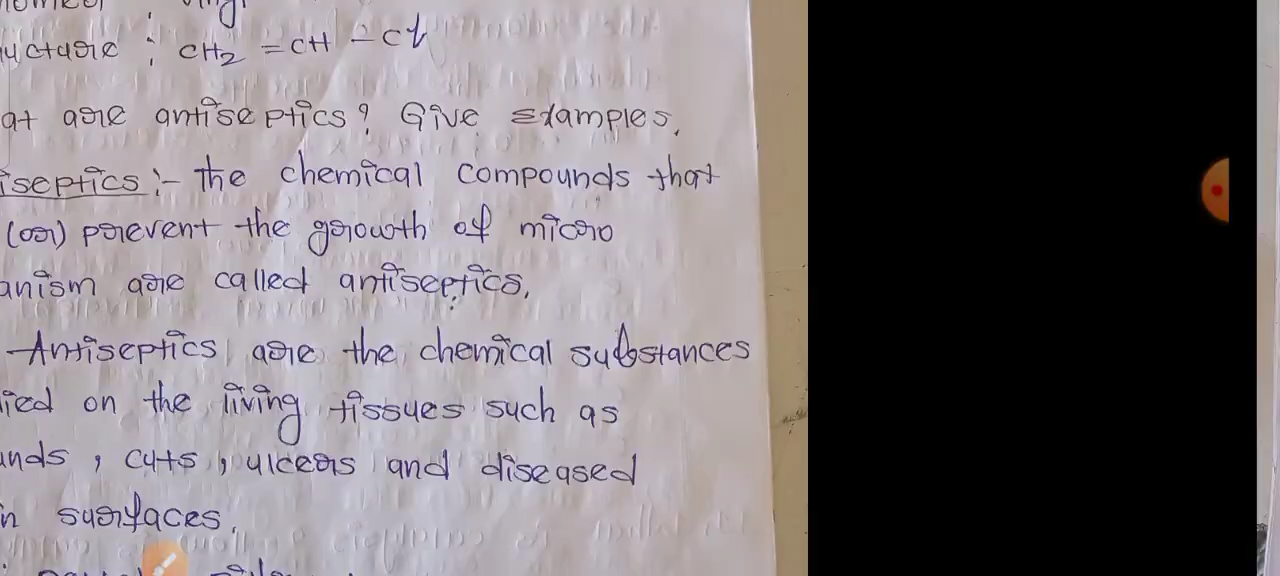 ucture : CH2 = CH - Cl
at are antiseptics? Give Examples.
iseptics :- The chemical compounds that
(or) prevent the growth of micro
anism are called antiseptics.
Antiseptics are the chemical substances
ied on the living tissues such as
unds, cuts, ulcers and diseased
n surfaces.